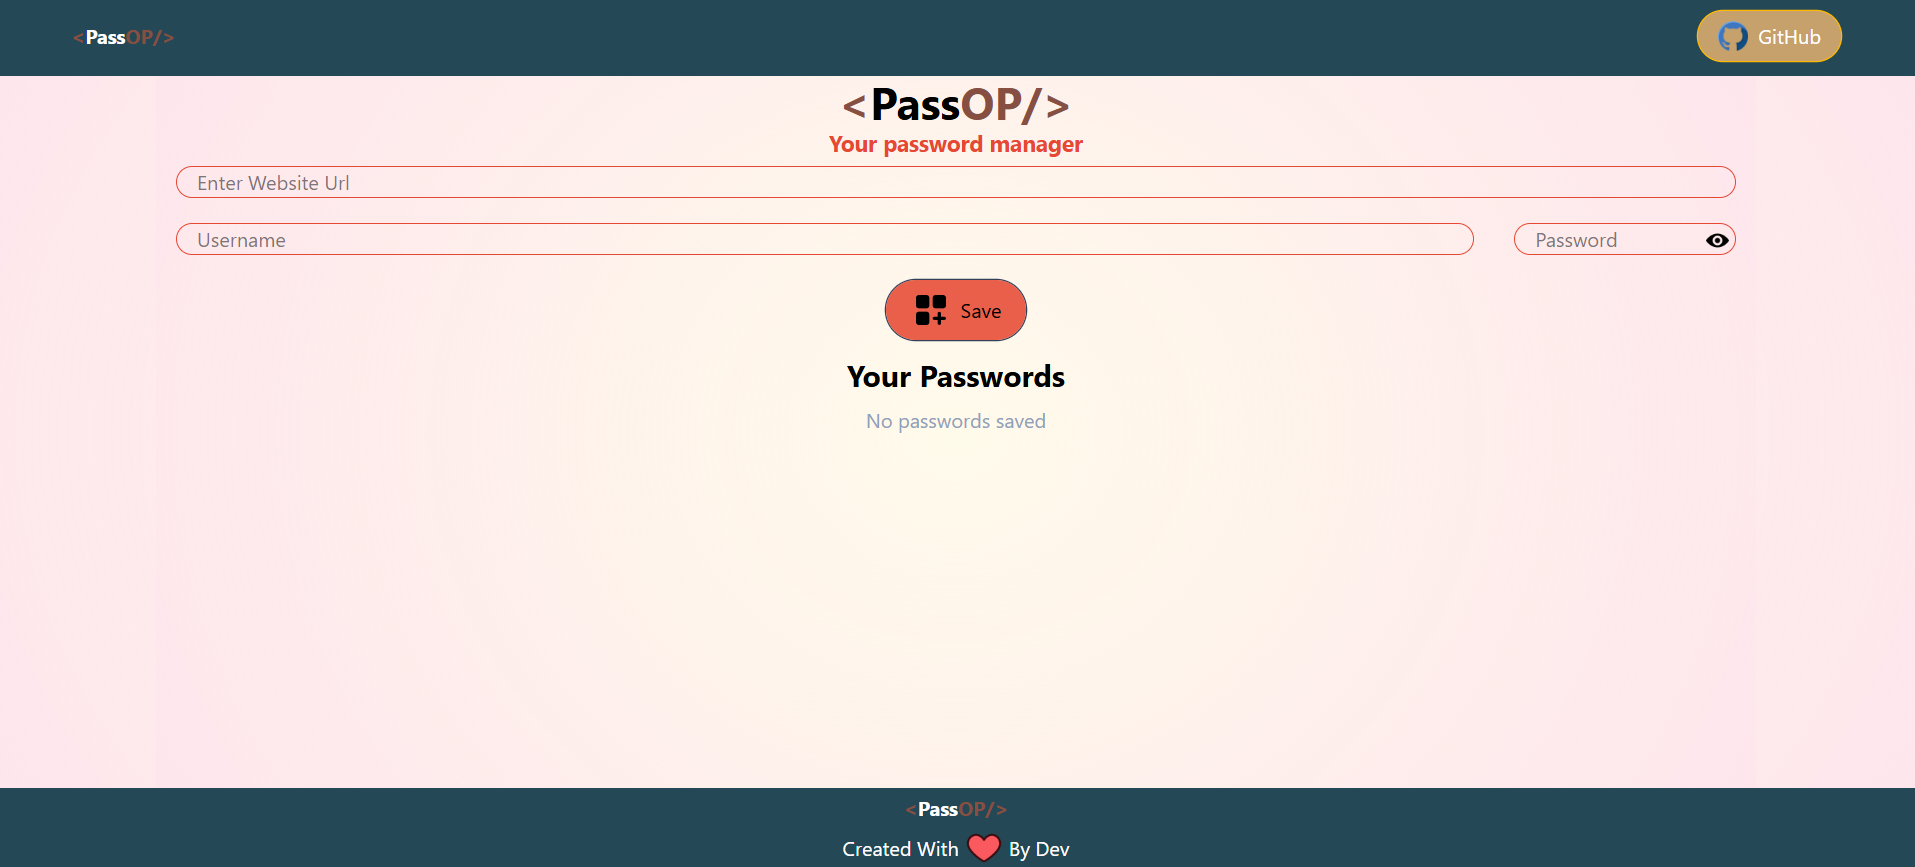 <PassOP/>
GitHub
<PassOP/>
Your password manager
Enter Website Url
Username
Password
Save
Your Passwords
No passwords saved
<PassOP/>
Created With By Dev